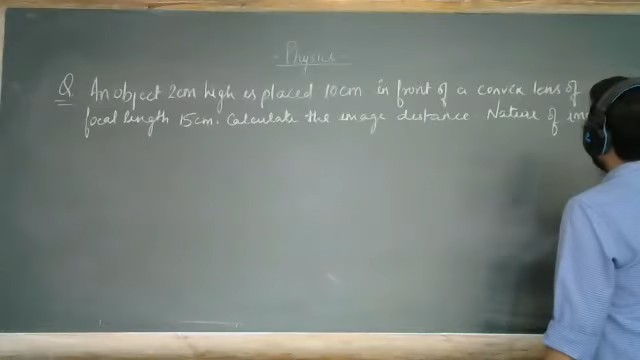 - Physics -
Q An object 2cm high is placed 10cm in front of a convex lens of
focal length 15cm. Calculate the image distance Nature of